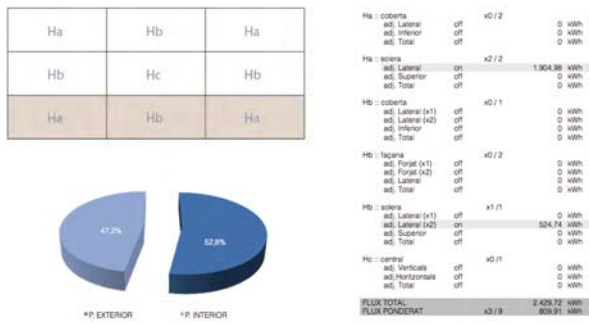 Ha Hb Ha
Hb Hc Hb
Ha Hb Ha
47,2%
52,8%
P. EXTERIOR P. INTERIOR
Ha :: coberta x0 / 2
adj. Lateral off 0 kWh
adj. Inferior off 0 kWh
adj. Total off 0 kWh
Ha :: solera x2 / 2
adj. Lateral on 1.904,98 kWh
adj. Superior off 0 kWh
adj. Total off 0 kWh
Hb :: coberta x0 / 1
adj. Lateral (x1) off 0 kWh
adj. Lateral (x2) off 0 kWh
adj. Inferior off 0 kWh
adj. Total off 0 kWh
Hb :: façana x0 / 2
adj. Forjat (x1) off 0 kWh
adj. Forjat (x2) off 0 kWh
adj. Lateral off 0 kWh
adj. Total off 0 kWh
Hb :: solera x1 /1
adj. Lateral (x1) off 0 kWh
adj. Lateral (x2) on 524,74 kWh
adj. Superior off 0 kWh
adj. Total off 0 kWh
Hc :: central x0 /1
adj. Verticals off 0 kWh
adj. Horitzontals off 0 kWh
adj. Total off 0 kWh
FLUX TOTAL 2.429,72 kWh
FLUX PONDERAT x3 / 9 809,91 kWh